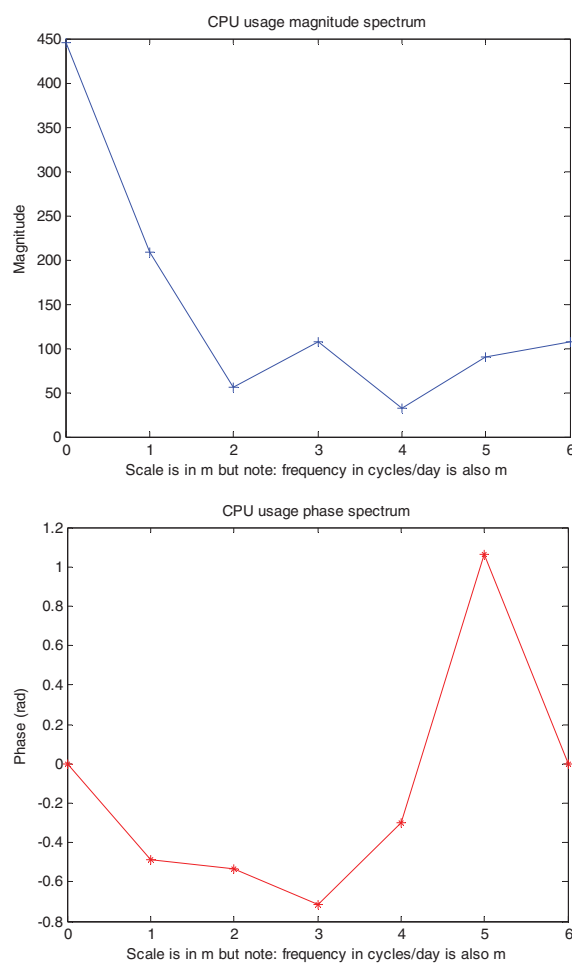 CPU usage magnitude spectrum
450
400
350
300
250
200
150
100
50
0
Magnitude
0 1 2 3 4 5 6
Scale is in m but note: frequency in cycles/day is also m
CPU usage phase spectrum
1.2
1
0.8
0.6
0.4
0.2
0
-0.2
-0.4
-0.6
-0.8
Phase (rad)
0 1 2 3 4 5 6
Scale is in m but note: frequency in cycles/day is also m